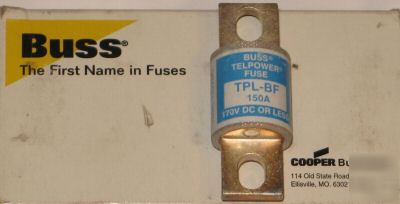 Buss®
The First Name in Fuses
BUSS®
TELPOWER®
FUSE
TPL-BF
150A
170V DC OR LESS
COOPER Bu
114 Old State Road
Ellisville, MO. 6302